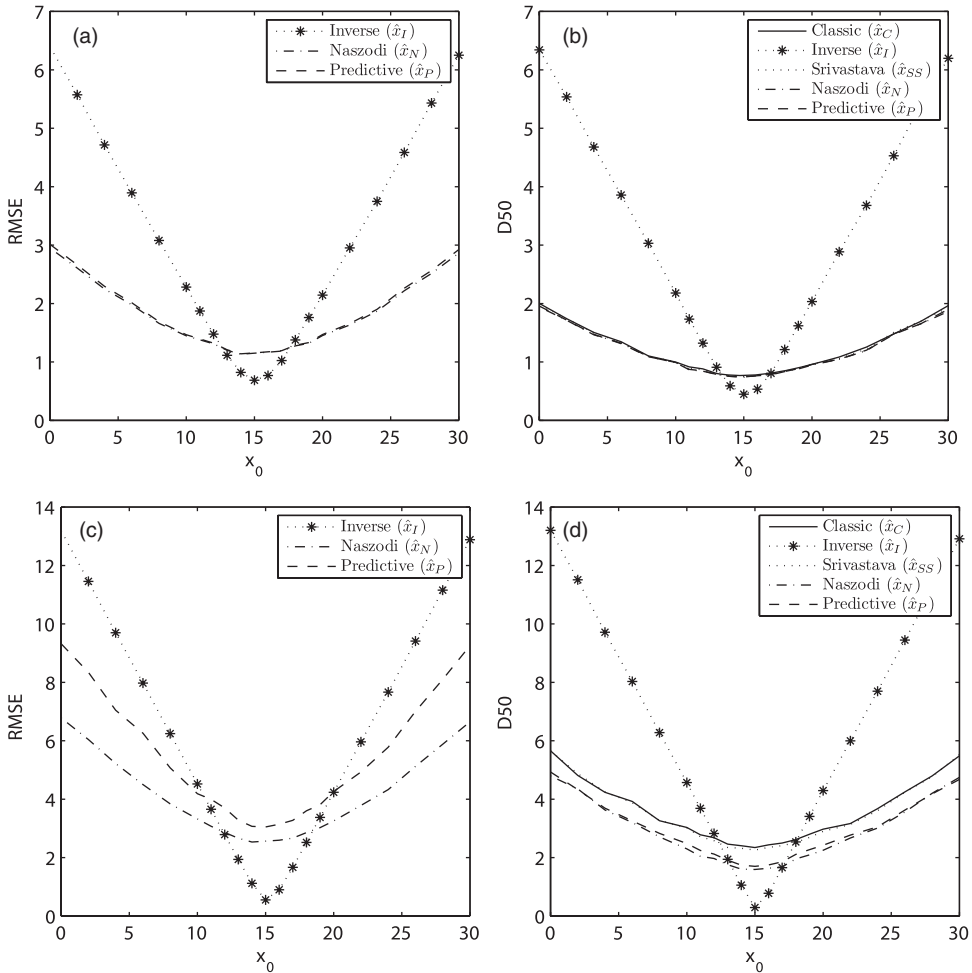 (a)
Inverse (x̂_I)
Naszodi (x̂_N)
Predictive (x̂_P)
7
6
5
4
3
2
1
0
RMSE
0 5 10 15 20 25 30
x_0
(b)
Classic (x̂_C)
Inverse (x̂_I)
Srivastava (x̂_SS)
Naszodi (x̂_N)
Predictive (x̂_P)
7
6
5
4
3
2
1
0
D50
0 5 10 15 20 25 30
x_0
(c)
Inverse (x̂_I)
Naszodi (x̂_N)
Predictive (x̂_P)
14
12
10
8
6
4
2
0
RMSE
0 5 10 15 20 25 30
x_0
(d)
Classic (x̂_C)
Inverse (x̂_I)
Srivastava (x̂_SS)
Naszodi (x̂_N)
Predictive (x̂_P)
14
12
10
8
6
4
2
0
D50
0 5 10 15 20 25 30
x_0